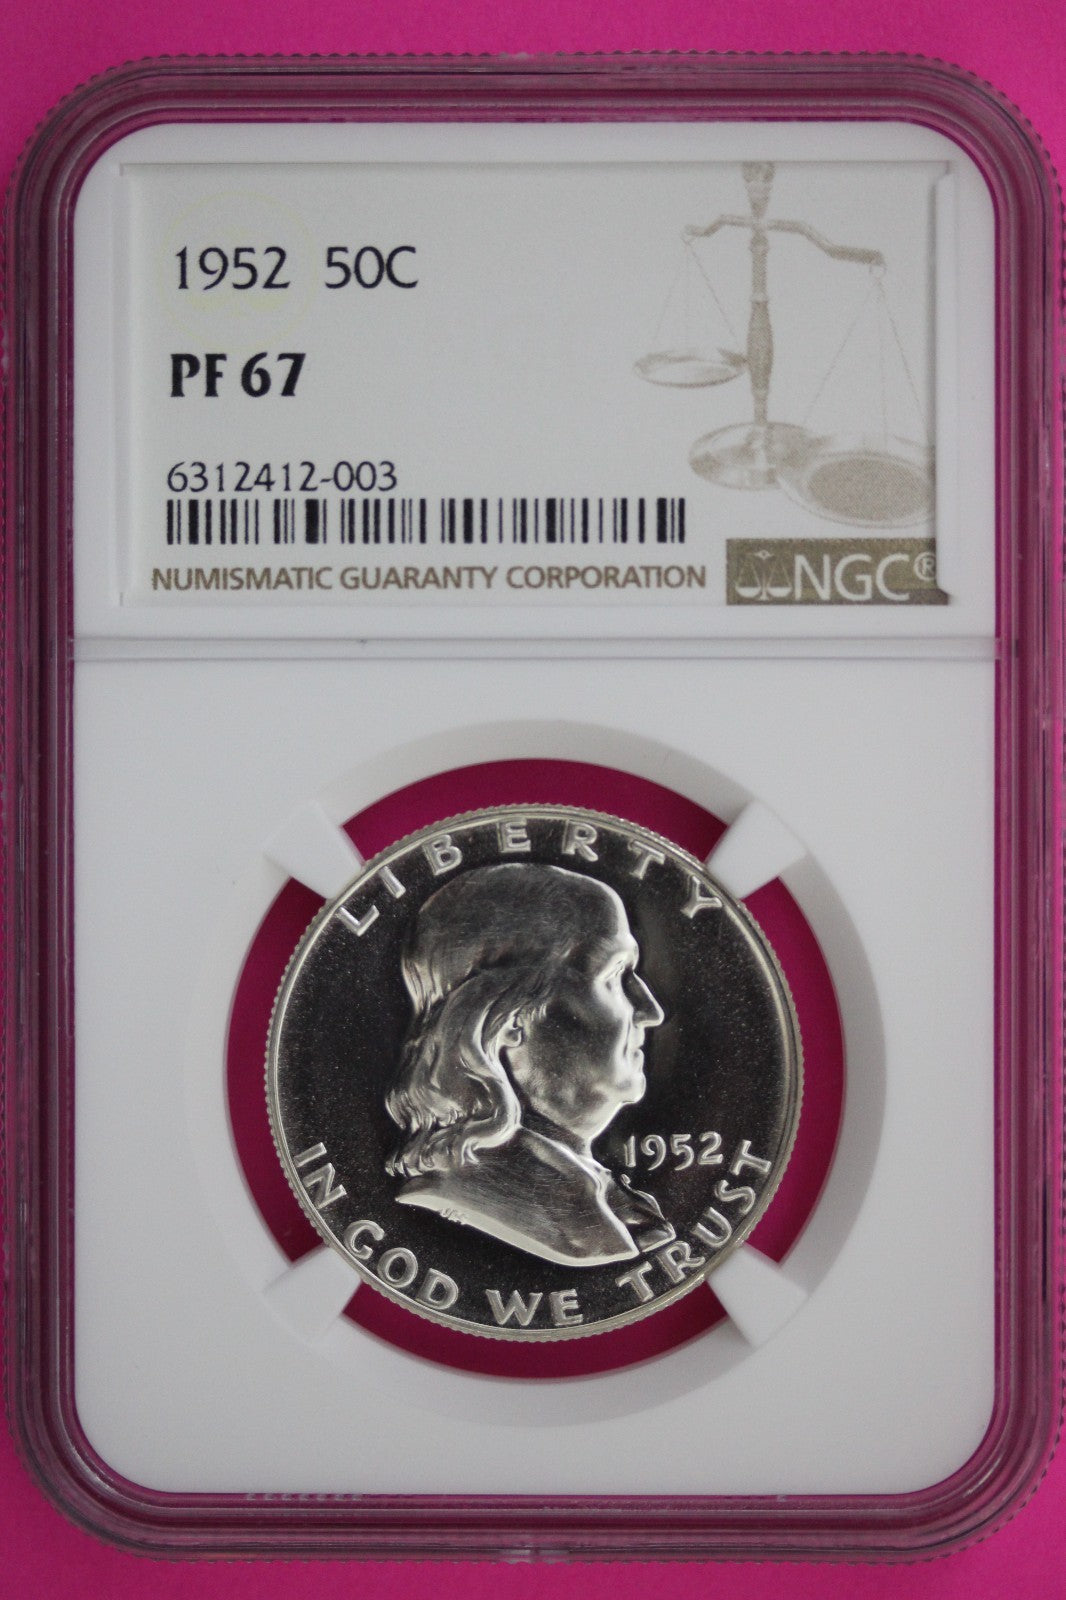 1952 50C
PF 67
6312412-003
NUMISMATIC GUARANTY CORPORATION
NGC®
LIBERTY
1952
IN GOD WE TRUST